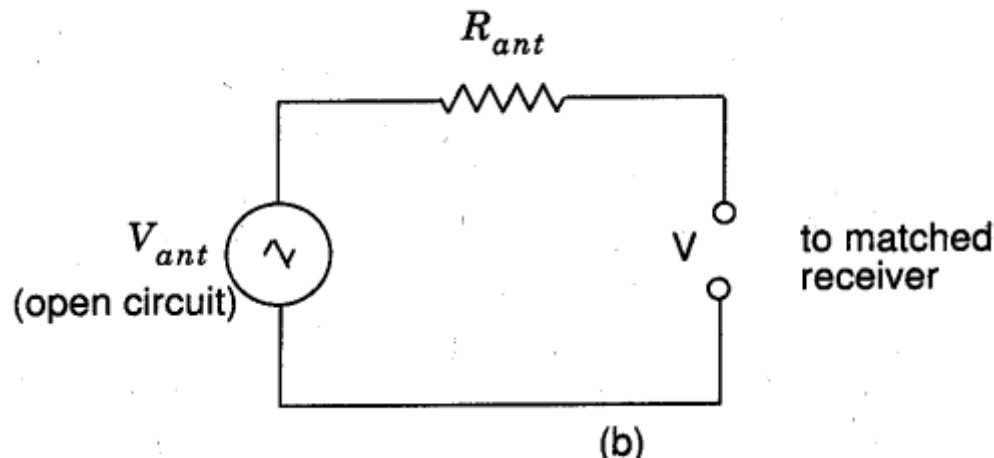 R_ant
V_ant
(open circuit)
V
to matched
receiver
(b)